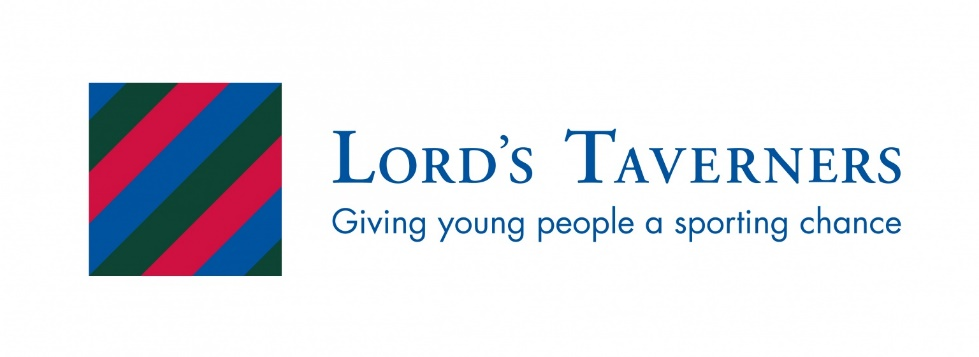 Lord’s Taverners
Giving young people a sporting chance